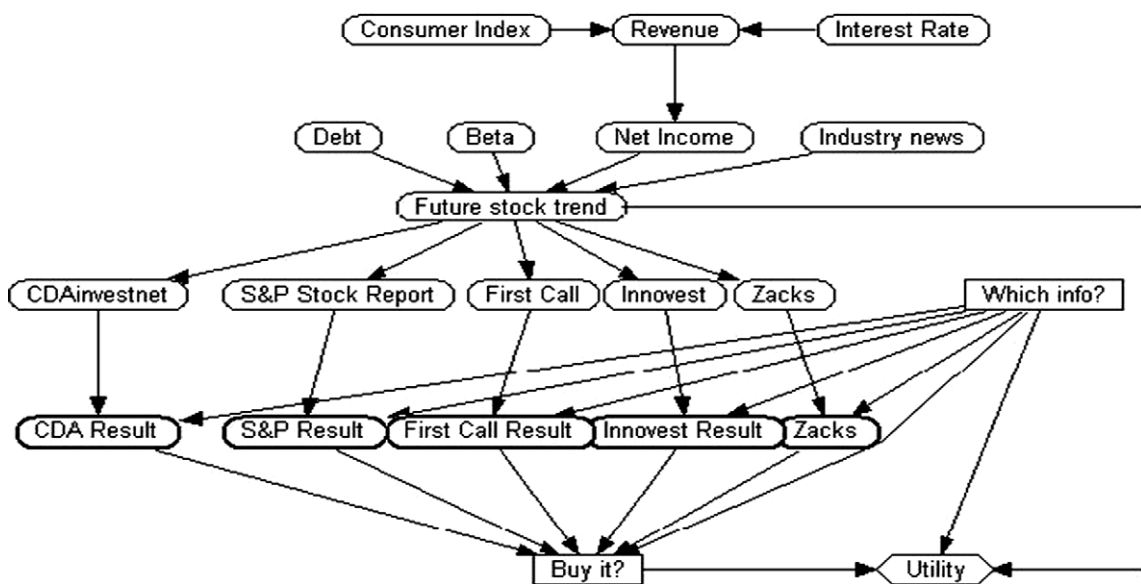 Consumer Index
Revenue
Interest Rate
Debt
Beta
Net Income
Industry news
Future stock trend
CDAinvestnet
S&P Stock Report
First Call
Innovest
Zacks
Which info?
CDA Result
S&P Result
First Call Result
Innovest Result
Zacks
Buy it?
Utility